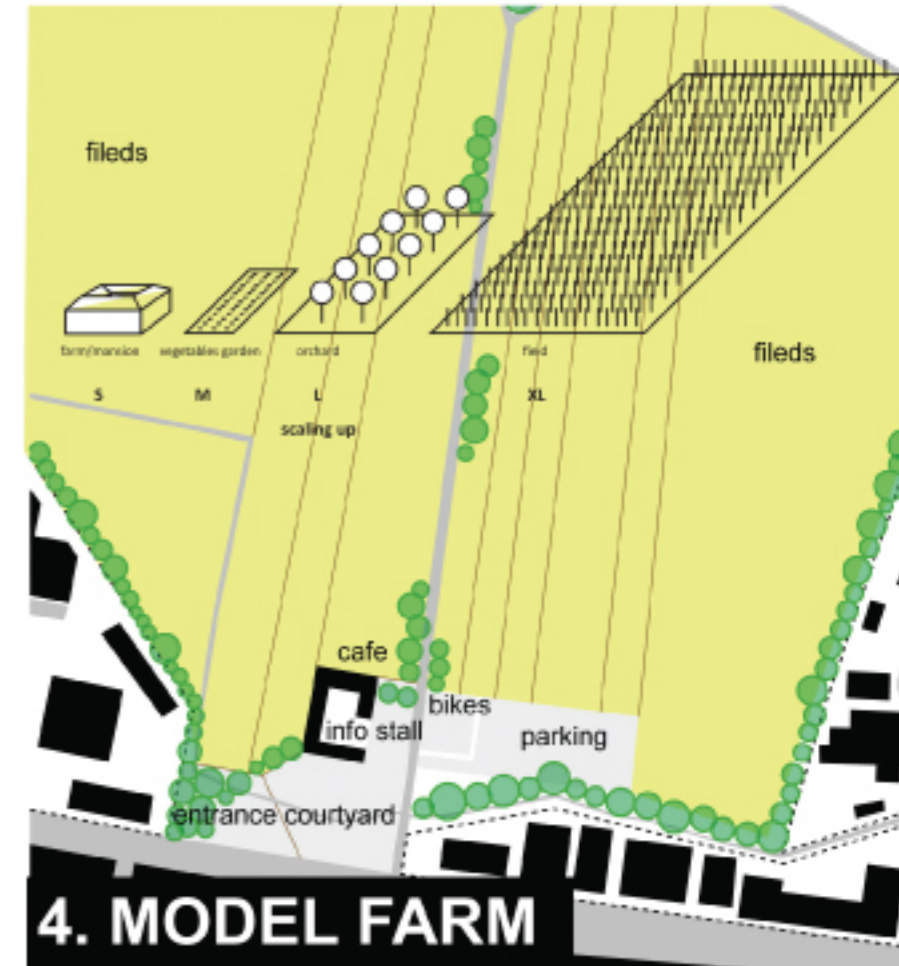 fileds
farm/mansion vegetables garden orchard field
fileds
S M L XL
scaling up
cafe
bikes
info stall
parking
entrance courtyard
4. MODEL FARM